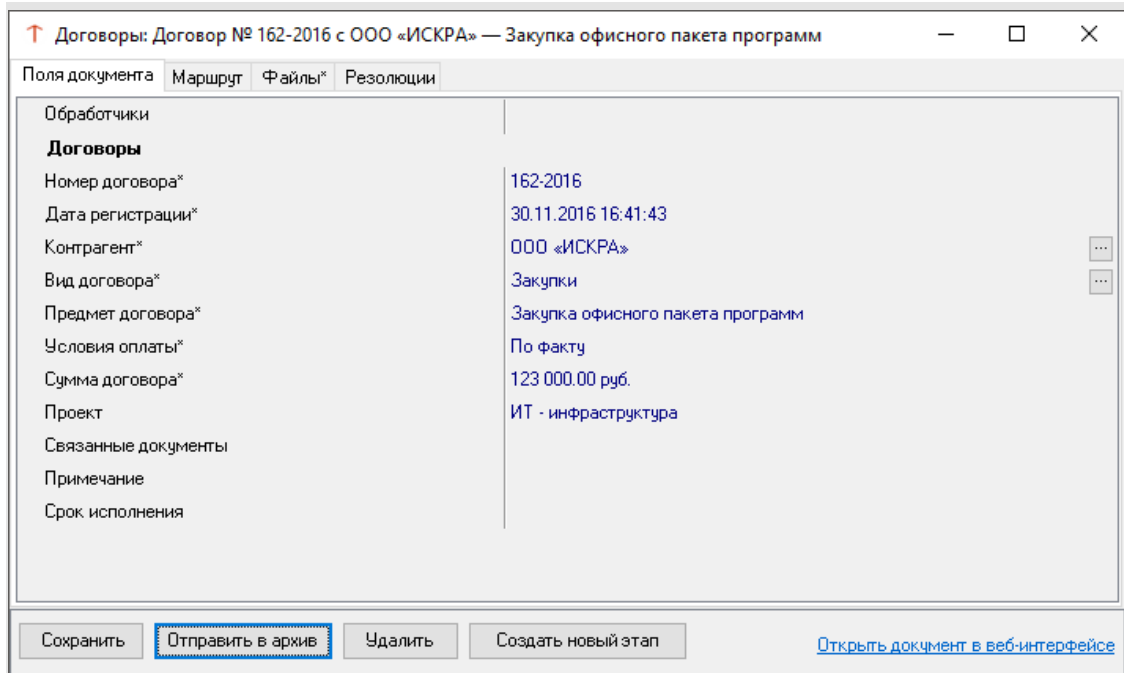 Договоры: Договор № 162-2016 с ООО «ИСКРА» — Закупка офисного пакета программ
Поля документа Маршрут Файлы* Резолюции
Обработчики
Договоры
Номер договора* 162-2016
Дата регистрации* 30.11.2016 16:41:43
Контрагент* ООО «ИСКРА» ...
Вид договора* Закупки ...
Предмет договора* Закупка офисного пакета программ
Условия оплаты* По факту
Сумма договора* 123 000.00 руб.
Проект ИТ - инфраструктура
Связанные документы
Примечание
Срок исполнения
Сохранить Отправить в архив Удалить Создать новый этап Открыть документ в веб-интерфейсе